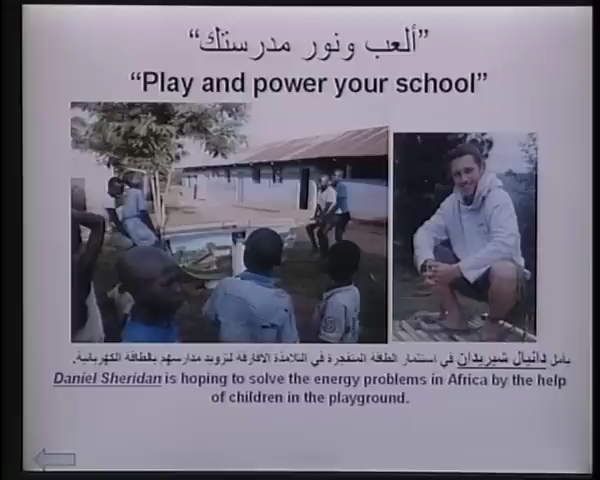 “ألعب ونور مدرستك”
“Play and power your school”
يأمل دانيال شيريدان في استثمار الطاقة المتفجرة في التلامذة الأفارقة لتزويد مدارسهم بالطاقة الكهربائية.
Daniel Sheridan is hoping to solve the energy problems in Africa by the help
of children in the playground.